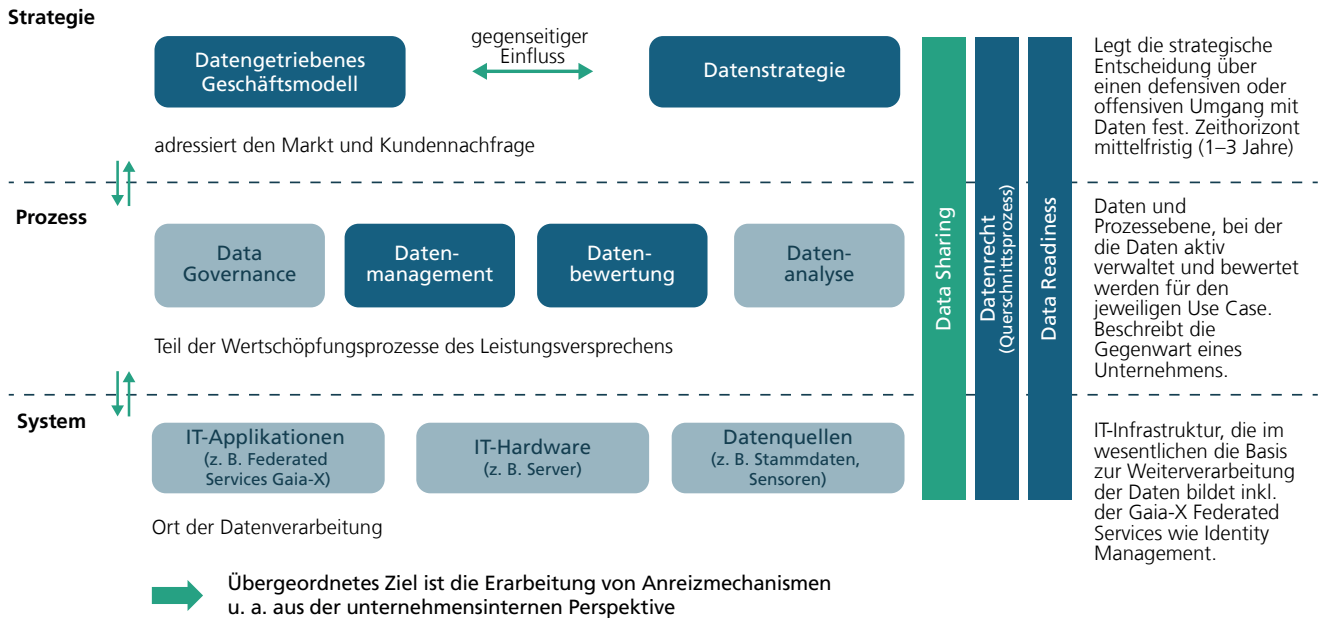 Strategie
Datengetriebenes
Geschäftsmodell
gegenseitiger
Einfluss
Datenstrategie
adressiert den Markt und Kundennachfrage
Legt die strategische
Entscheidung über
einen defensiven oder
offensiven Umgang mit
Daten fest. Zeithorizont
mittelfristig (1–3 Jahre)
Data Sharing
Datenrecht
(Querschnittsprozess)
Data Readiness
Prozess
Data
Governance
Daten-
management
Daten-
bewertung
Daten-
analyse
Teil der Wertschöpfungsprozesse des Leistungsversprechens
Daten und
Prozessebene, bei der
die Daten aktiv
verwaltet und bewertet
werden für den
jeweiligen Use Case.
Beschreibt die
Gegenwart eines
Unternehmens.
System
IT-Applikationen
(z. B. Federated
Services Gaia-X)
IT-Hardware
(z. B. Server)
Datenquellen
(z. B. Stammdaten,
Sensoren)
Ort der Datenverarbeitung
IT-Infrastruktur, die im
wesentlichen die Basis
zur Weiterverarbeitung
der Daten bildet inkl.
der Gaia-X Federated
Services wie Identity
Management.
Übergeordnetes Ziel ist die Erarbeitung von Anreizmechanismen
u. a. aus der unternehmensinternen Perspektive